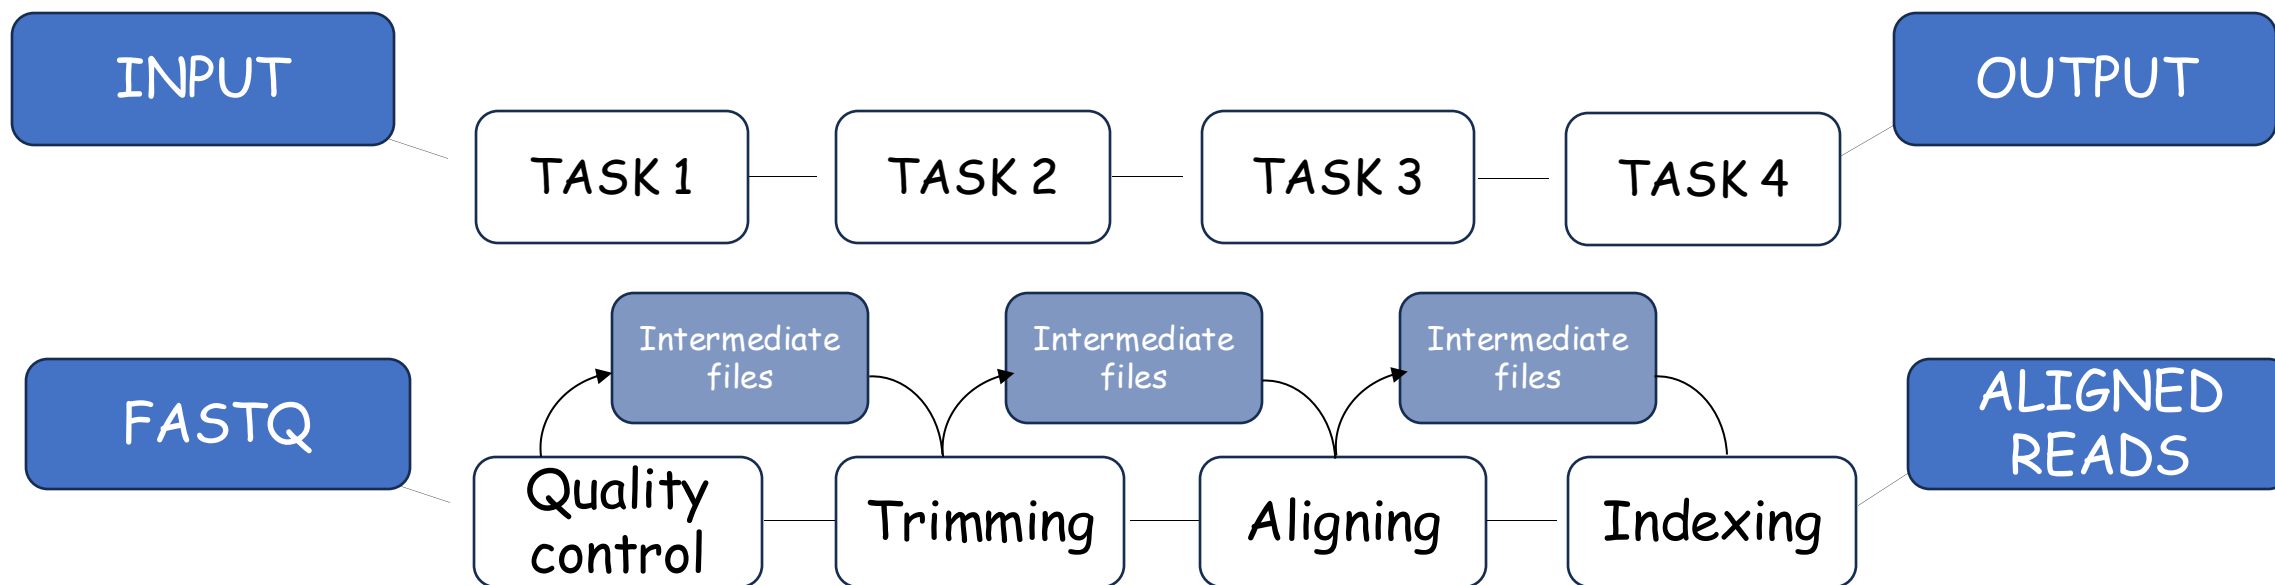 INPUT
OUTPUT
TASK 1
TASK 2
TASK 3
TASK 4
Intermediate
files
Intermediate
files
Intermediate
files
FASTQ
ALIGNED
READS
Quality
control
Trimming
Aligning
Indexing